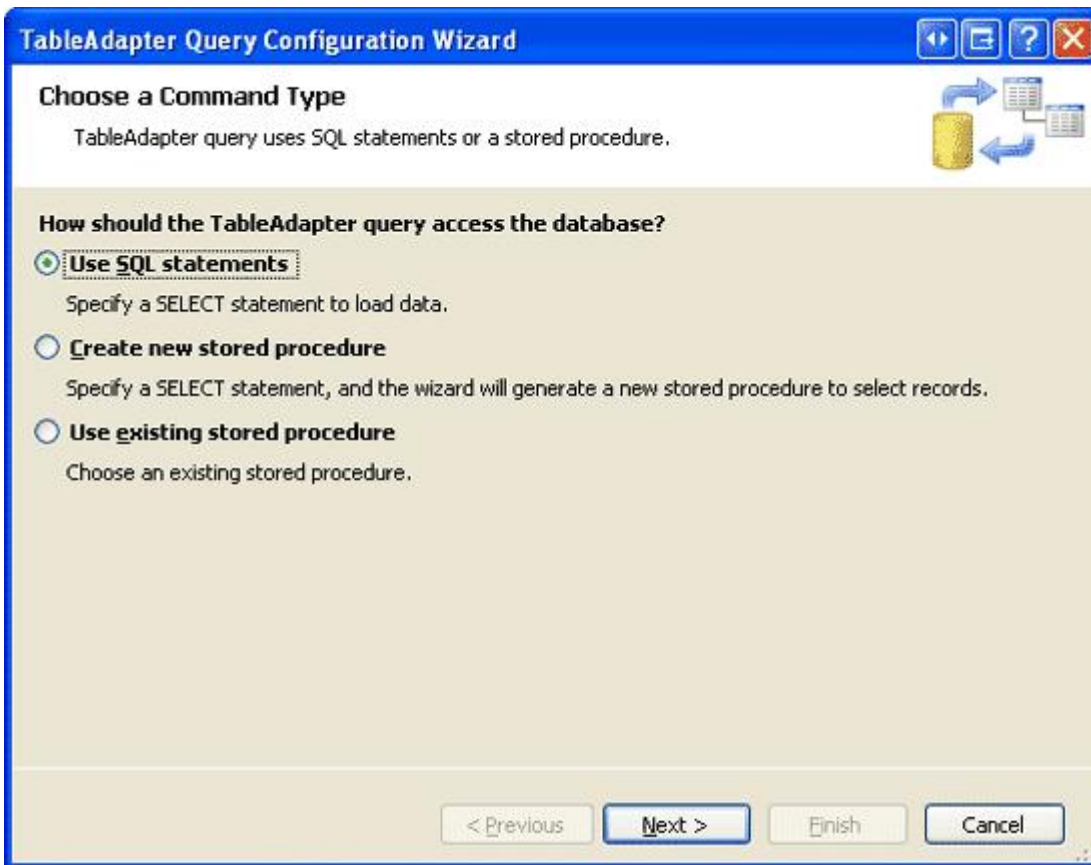 TableAdapter Query Configuration Wizard
Choose a Command Type
TableAdapter query uses SQL statements or a stored procedure.
How should the TableAdapter query access the database?
Use SQL statements
Specify a SELECT statement to load data.
Create new stored procedure
Specify a SELECT statement, and the wizard will generate a new stored procedure to select records.
Use existing stored procedure
Choose an existing stored procedure.
< Previous Next > Finish Cancel